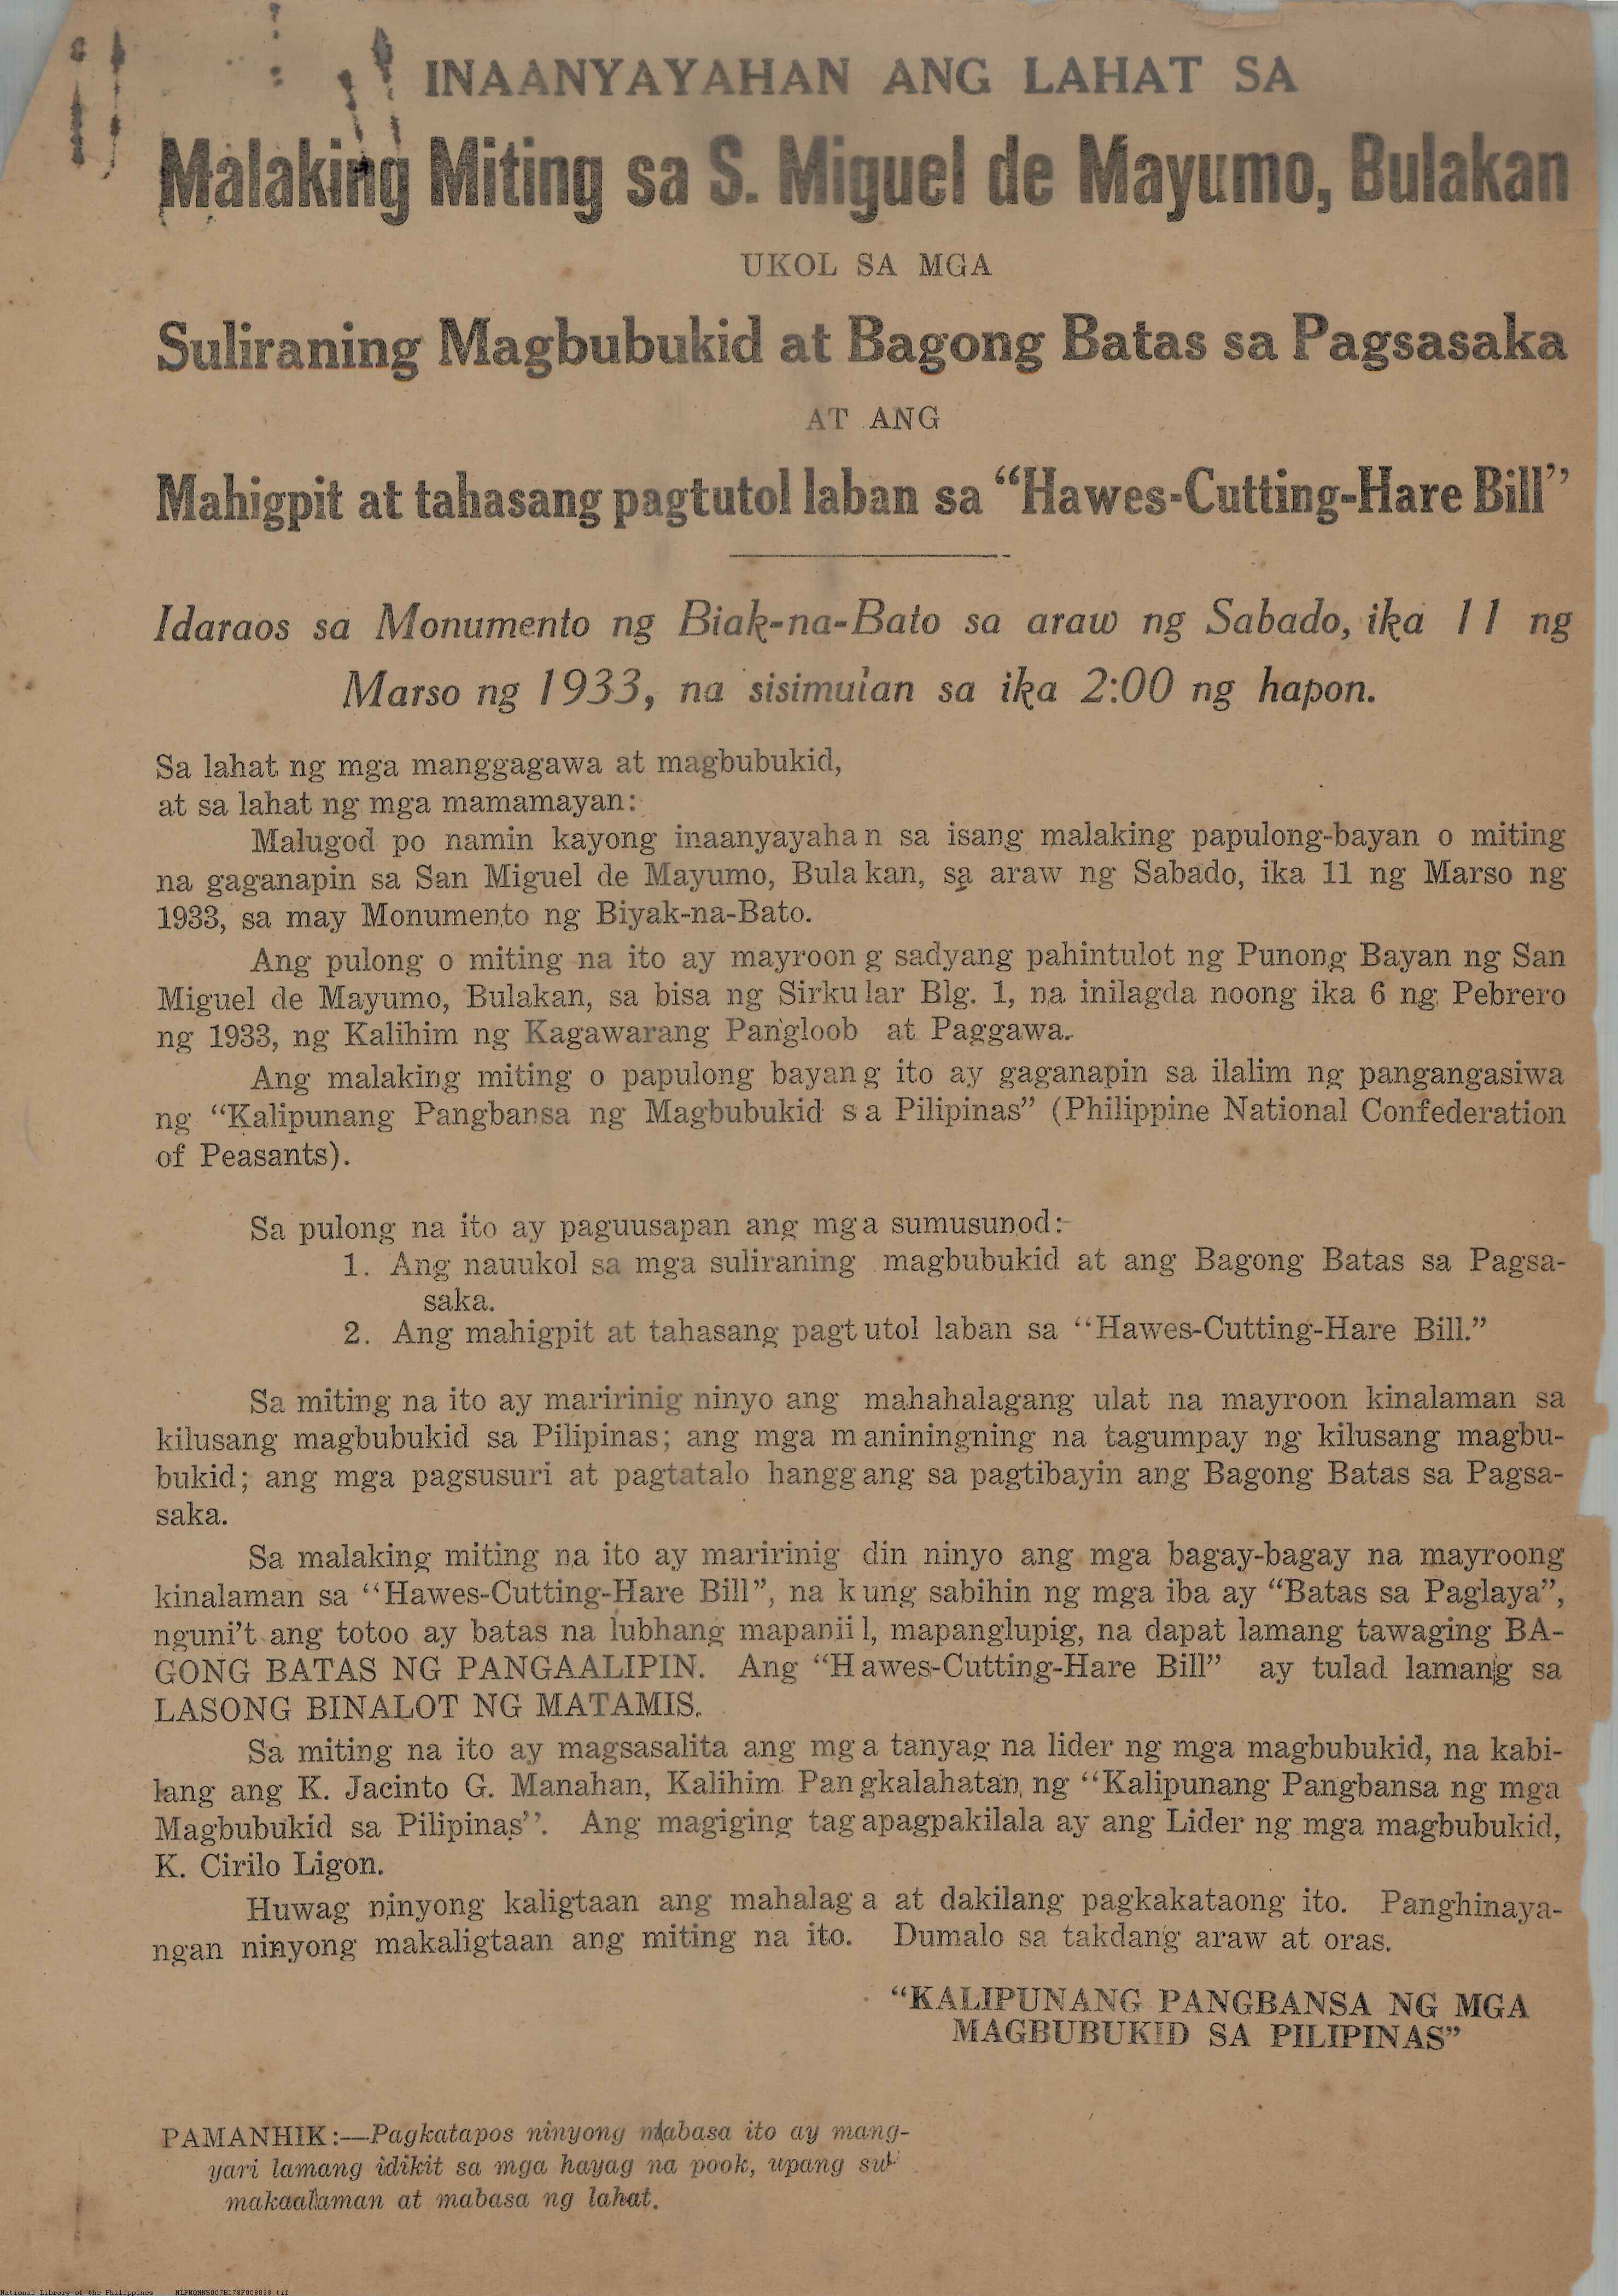 INAANYAYAHAN ANG LAHAT SA
Malaking Miting sa S. Miguel de Mayumo, Bulakan
UKOL SA MGA
Suliraning Magbubukid at Bagong Batas sa Pagsasaka
AT ANG
Mahigpit at tahasang pagtutol laban sa “Hawes-Cutting-Hare Bill”
Idaraos sa Monumento ng Biak-na-Bato sa araw ng Sabado, ika 11 ng
Marso ng 1933, na sisimulan sa ika 2:00 ng hapon.
Sa lahat ng mga manggagawa at magbubukid,
at sa lahat ng mga mamamayan:
Malugod po namin kayong inaanyayahan sa isang malaking papulong-bayan o miting
na gaganapin sa San Miguel de Mayumo, Bulakan, sa araw ng Sabado, ika 11 ng Marso ng
1933, sa may Monumento ng Biyak-na-Bato.
Ang pulong o miting na ito ay mayroong sadyang pahintulot ng Punong Bayan ng San
Miguel de Mayumo, Bulakan, sa bisa ng Sirkular Blg. 1, na inilagda noong ika 6 ng Pebrero
ng 1933, ng Kalihim ng Kagawarang Pangloob at Paggawa.
Ang malaking miting o papulong bayang ito ay gaganapin sa ilalim ng pangangasiwa
ng “Kalipunang Pangbansa ng Magbubukid sa Pilipinas” (Philippine National Confederation
of Peasants).
Sa pulong na ito ay paguusapan ang mga sumusunod:-
1. Ang nauukol sa mga suliraning magbubukid at ang Bagong Batas sa Pagsa-
saka.
2. Ang mahigpit at tahasang pagtutol laban sa “Hawes-Cutting-Hare Bill.”
Sa miting na ito ay maririnig ninyo ang mahahalagang ulat na mayroon kinalaman sa
kilusang magbubukid sa Pilipinas; ang mga maniningning na tagumpay ng kilusang magbu-
bukid; ang mga pagsusuri at pagtatalo hanggang sa pagtibayin ang Bagong Batas sa Pagsa-
saka.
Sa malaking miting na ito ay maririnig din ninyo ang mga bagay-bagay na mayroong
kinalaman sa “Hawes-Cutting-Hare Bill”, na kung sabihin ng mga iba ay “Batas sa Paglaya”,
nguni’t ang totoo ay batas na lubhang mapaniil, mapanglupig, na dapat lamang tawaging BA-
GONG BATAS NG PANGAALIPIN. Ang “Hawes-Cutting-Hare Bill” ay tulad lamang sa
LASONG BINALOT NG MATAMIS.
Sa miting na ito ay magsasalita ang mga tanyag na lider ng mga magbubukid, na kabi-
lang ang K. Jacinto G. Manahan, Kalihim Pangkalahatan ng “Kalipunang Pangbansa ng mga
Magbubukid sa Pilipinas”. Ang magiging tagapagpakilala ay ang Lider ng mga magbubukid,
K. Cirilo Ligon.
Huwag ninyong kaligtaan ang mahalaga at dakilang pagkakataong ito. Panghinaya-
ngan ninyong makaligtaan ang miting na ito. Dumalo sa takdang araw at oras.
“KALIPUNANG PANGBANSA NG MGA
MAGBUBUKID SA PILIPINAS”
PAMANHIK:—Pagkatapos ninyong mabasa ito ay mang-
yari lamang idikit sa mga hayag na pook, upang
makaalaman at mabasa ng lahat.
National Library of the Philippines NLPMQMNS007B178F008038.tif